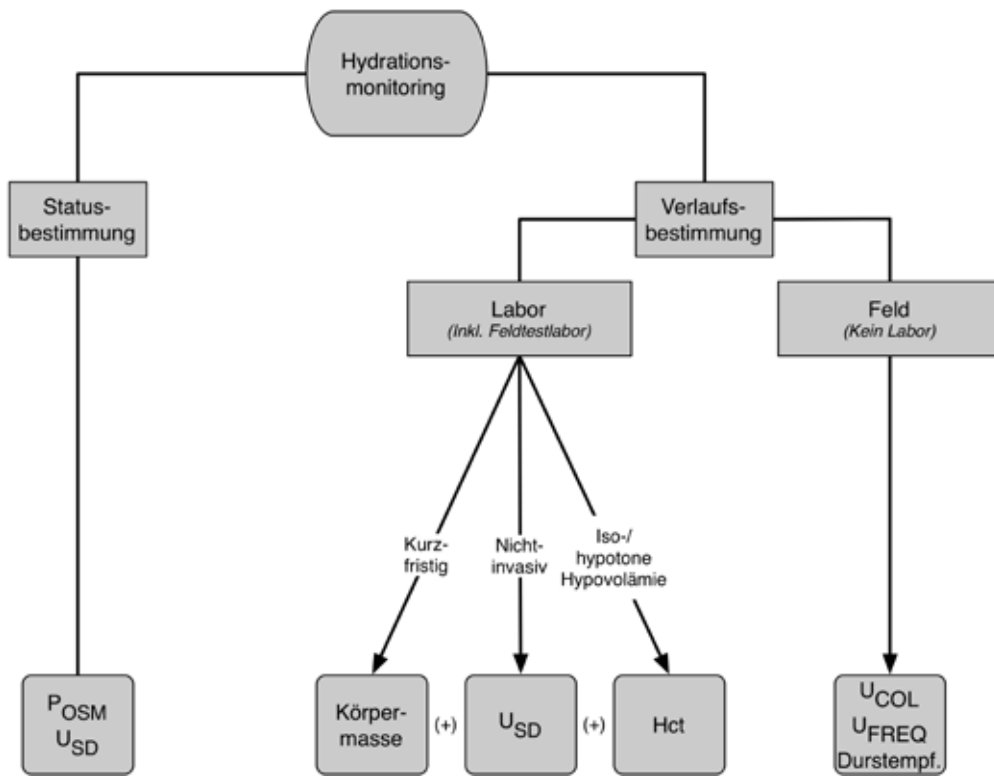 Hydrations-
monitoring
Status-
bestimmung
Verlaufs-
bestimmung
Labor
(Inkl. Feldtestlabor)
Feld
(Kein Labor)
Kurz-
fristig
Nicht-
invasiv
Iso-/
hypotone
Hypovolämie
POSM
USD
Körper-
masse
(+)
USD
(+)
Hct
UCOL
UFREQ
Durstempf.